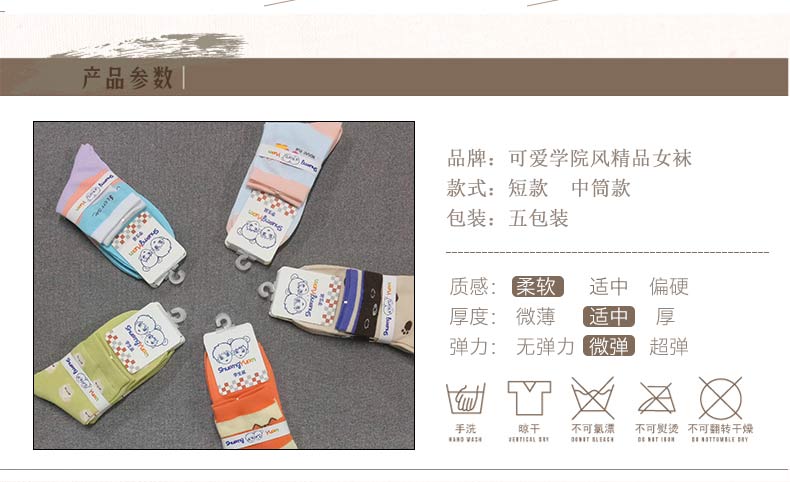 产品参数
品牌：可爱学院风精品女袜
款式：短款 中筒款
包装：五包装
质感： 柔软 适中 偏硬
厚度： 微薄 适中 厚
弹力： 无弹力 微弹 超弹
手洗 晾干 不可氯漂 不可熨烫 不可翻转干燥
HAND WASH VERTICAL DRY DONOT BLEACH DO NOT IRON DO NOTTUMBLE DRY